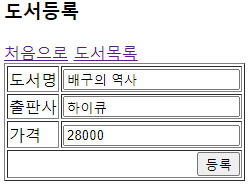 도서등록
처음으로 도서목록
도서명 배구의 역사
출판사 하이큐
가격 28000
등록